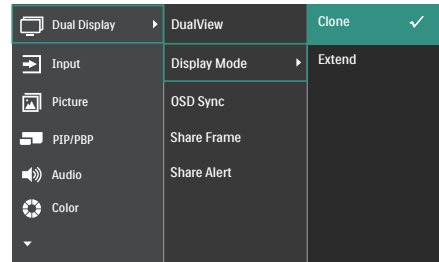 Dual Display
DualView
Clone
Input
Display Mode
Extend
Picture
OSD Sync
PIP/PBP
Share Frame
Audio
Share Alert
Color